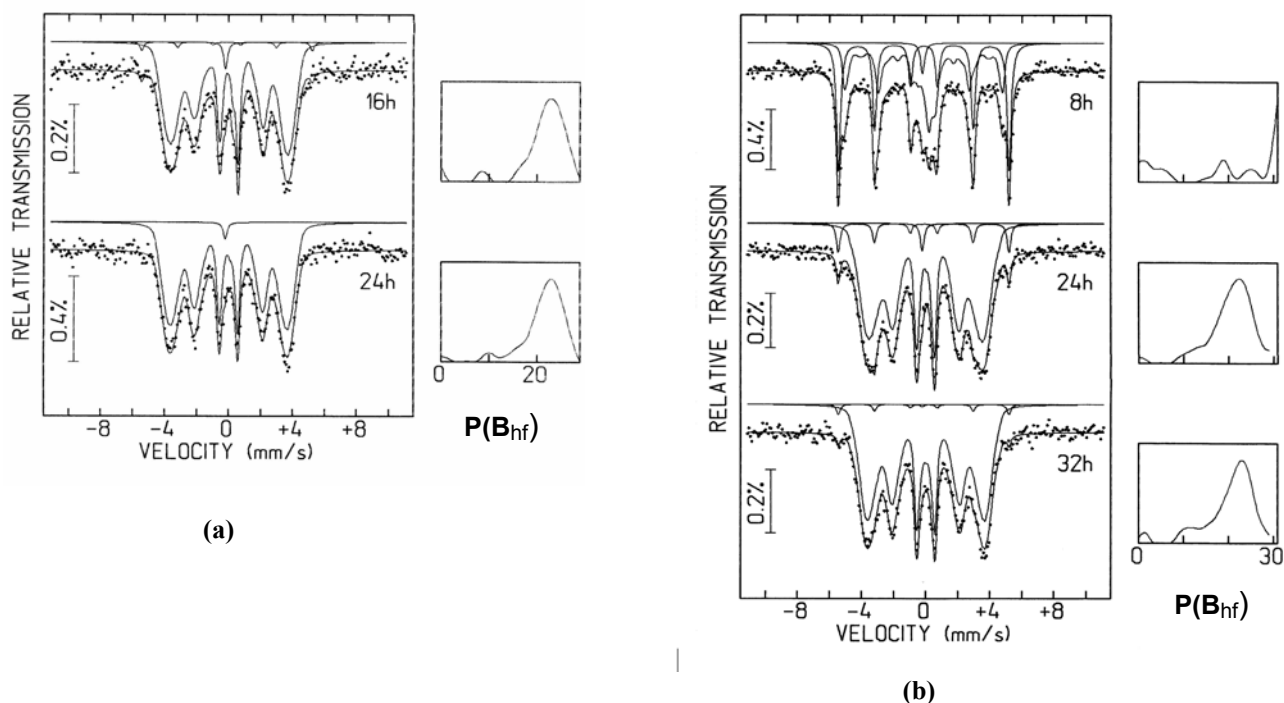 RELATIVE TRANSMISSION
16h
0.2%
24h
0.4%
-8 -4 0 +4 +8
VELOCITY (mm/s)
0 20
P(Bhf)
(a)
RELATIVE TRANSMISSION
8h
0.4%
24h
0.2%
32h
0.2%
-8 -4 0 +4 +8
VELOCITY (mm/s)
0 30
P(Bhf)
(b)